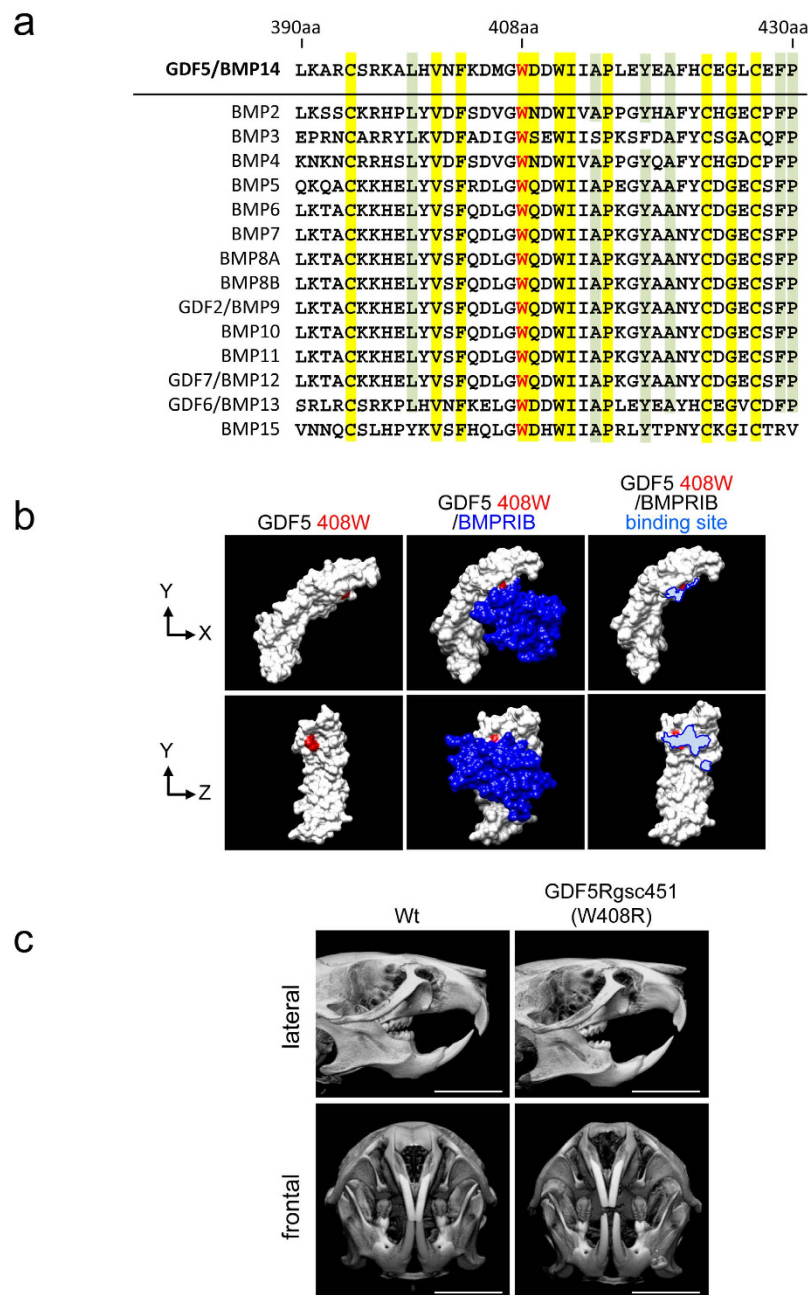 a
390aa 408aa 430aa
GDF5/BMP14 LKARCSRKALHVNFKDMGWDDWIIAPLEYEAFHCEGLCEFP
BMP2 LKSSCKRHPLYVDFSDVGWNDWIVAPPGYHAFYCHGECPFP
BMP3 EPRNCARRYLKVDFADIGWSEWIISPKSFDAFYCSGACQFP
BMP4 KNKNCRRHSLYVDFSDVGWNDWIVAPPGYQAFYCHGDCPFP
BMP5 QKQACKKHELYVSFRDLGWQDWIIAPEGYAAFYCDGECSFP
BMP6 LKTACKKHELYVSFQDLGWQDWIIAPKGYAANYCDGECSFP
BMP7 LKTACKKHELYVSFQDLGWQDWIIAPKGYAANYCDGECSFP
BMP8A LKTACKKHELYVSFQDLGWQDWIIAPKGYAANYCDGECSFP
BMP8B LKTACKKHELYVSFQDLGWQDWIIAPKGYAANYCDGECSFP
GDF2/BMP9 LKTACKKHELYVSFQDLGWQDWIIAPKGYAANYCDGECSFP
BMP10 LKTACKKHELYVSFQDLGWQDWIIAPKGYAANYCDGECSFP
BMP11 LKTACKKHELYVSFQDLGWQDWIIAPKGYAANYCDGECSFP
GDF7/BMP12 LKTACKKHELYVSFQDLGWQDWIIAPKGYAANYCDGECSFP
GDF6/BMP13 SRLRCSRKPLHVNFKELGWDDWIIAPLEYEAYHCEGVCDFP
BMP15 VNNQCSLHPYKVSFHQLGWDHWIIAPRLYTPNYCKGICTRV
b
GDF5 408W
GDF5 408W
/BMPRIB
GDF5 408W
/BMPRIB
binding site
Y
X
Y
Z
c
Wt
GDF5Rgsc451
(W408R)
lateral
frontal